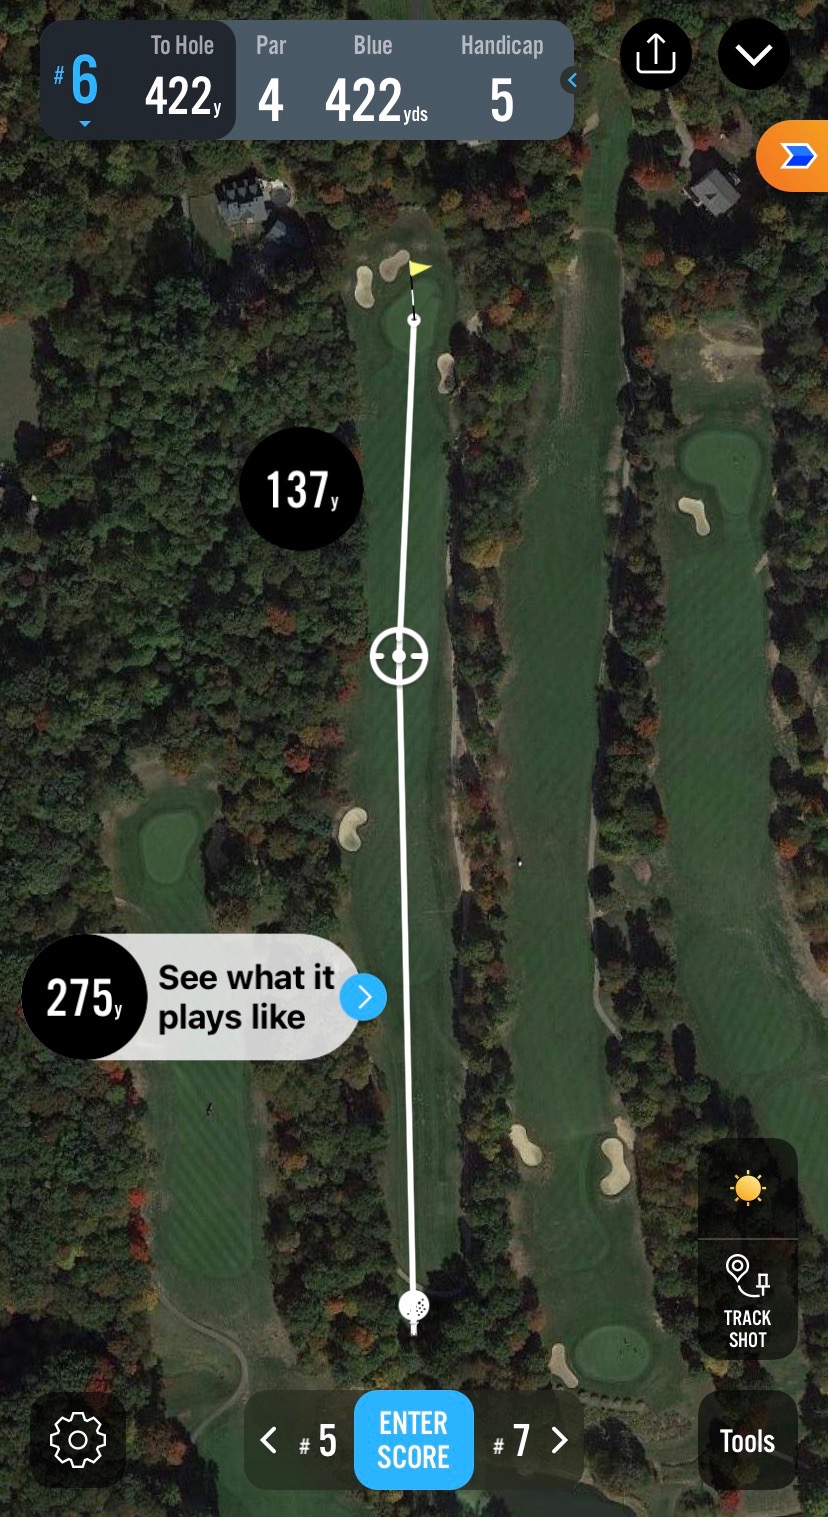 To Hole Par Blue Handicap
# 6 422y 4 422yds 5
137y
275y See what it
plays like
TRACK
SHOT
# 5 ENTER
SCORE # 7 Tools